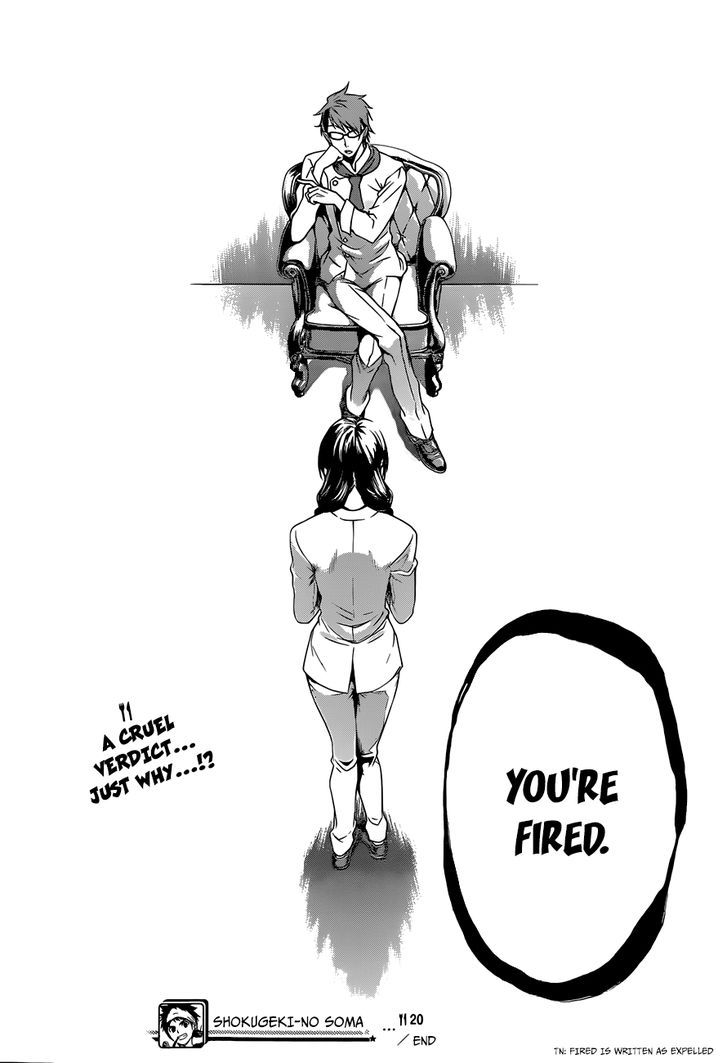 A CRUEL
VERDICT...
JUST WHY...!?
YOU'RE
FIRED.
SHOKUGEKI-NO SOMA
...20
/ END
TN: FIRED IS WRITTEN AS EXPELLED